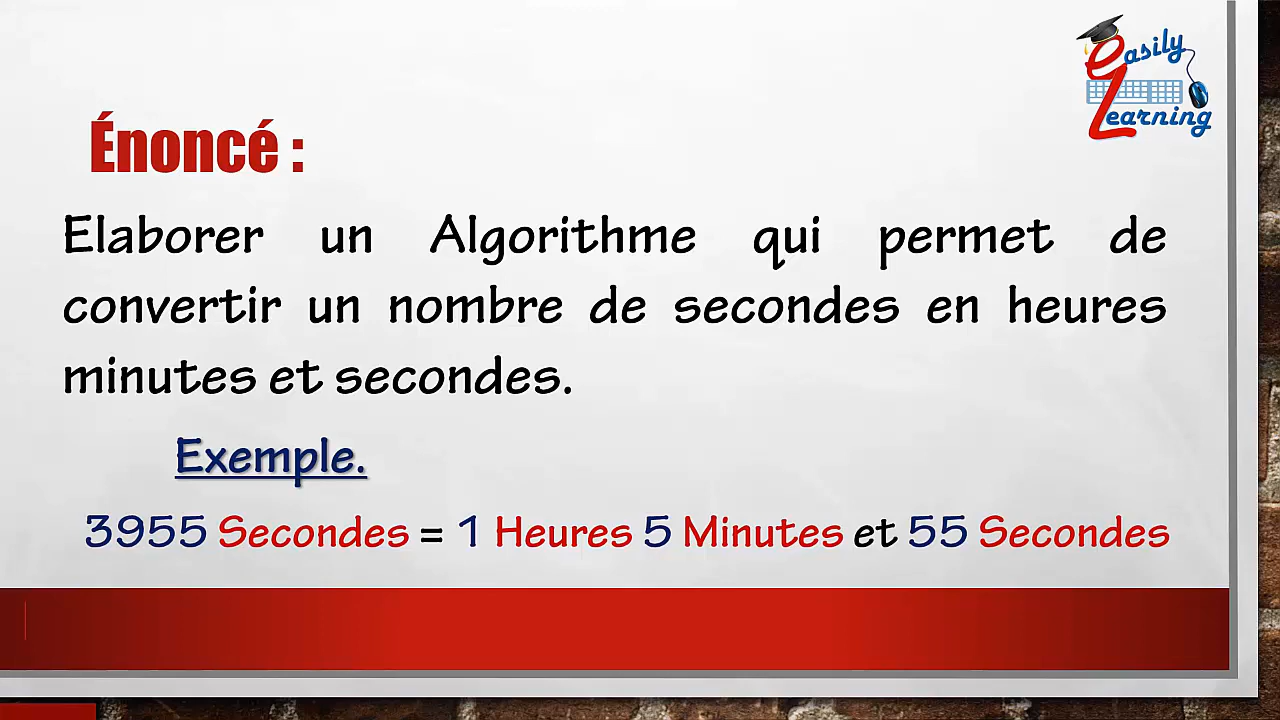 easily
Learning
Énoncé :
Elaborer un Algorithme qui permet de
convertir un nombre de secondes en heures
minutes et secondes.
Exemple.
3955 Secondes = 1 Heures 5 Minutes et 55 Secondes